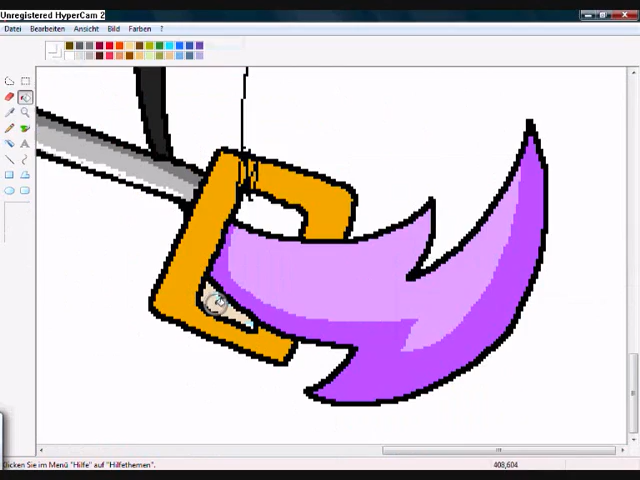 Unregistered HyperCam 2
Datei Bearbeiten Ansicht Bild Farben ?
Klicken Sie im Menü "Hilfe" auf "Hilfethemen". 408,604